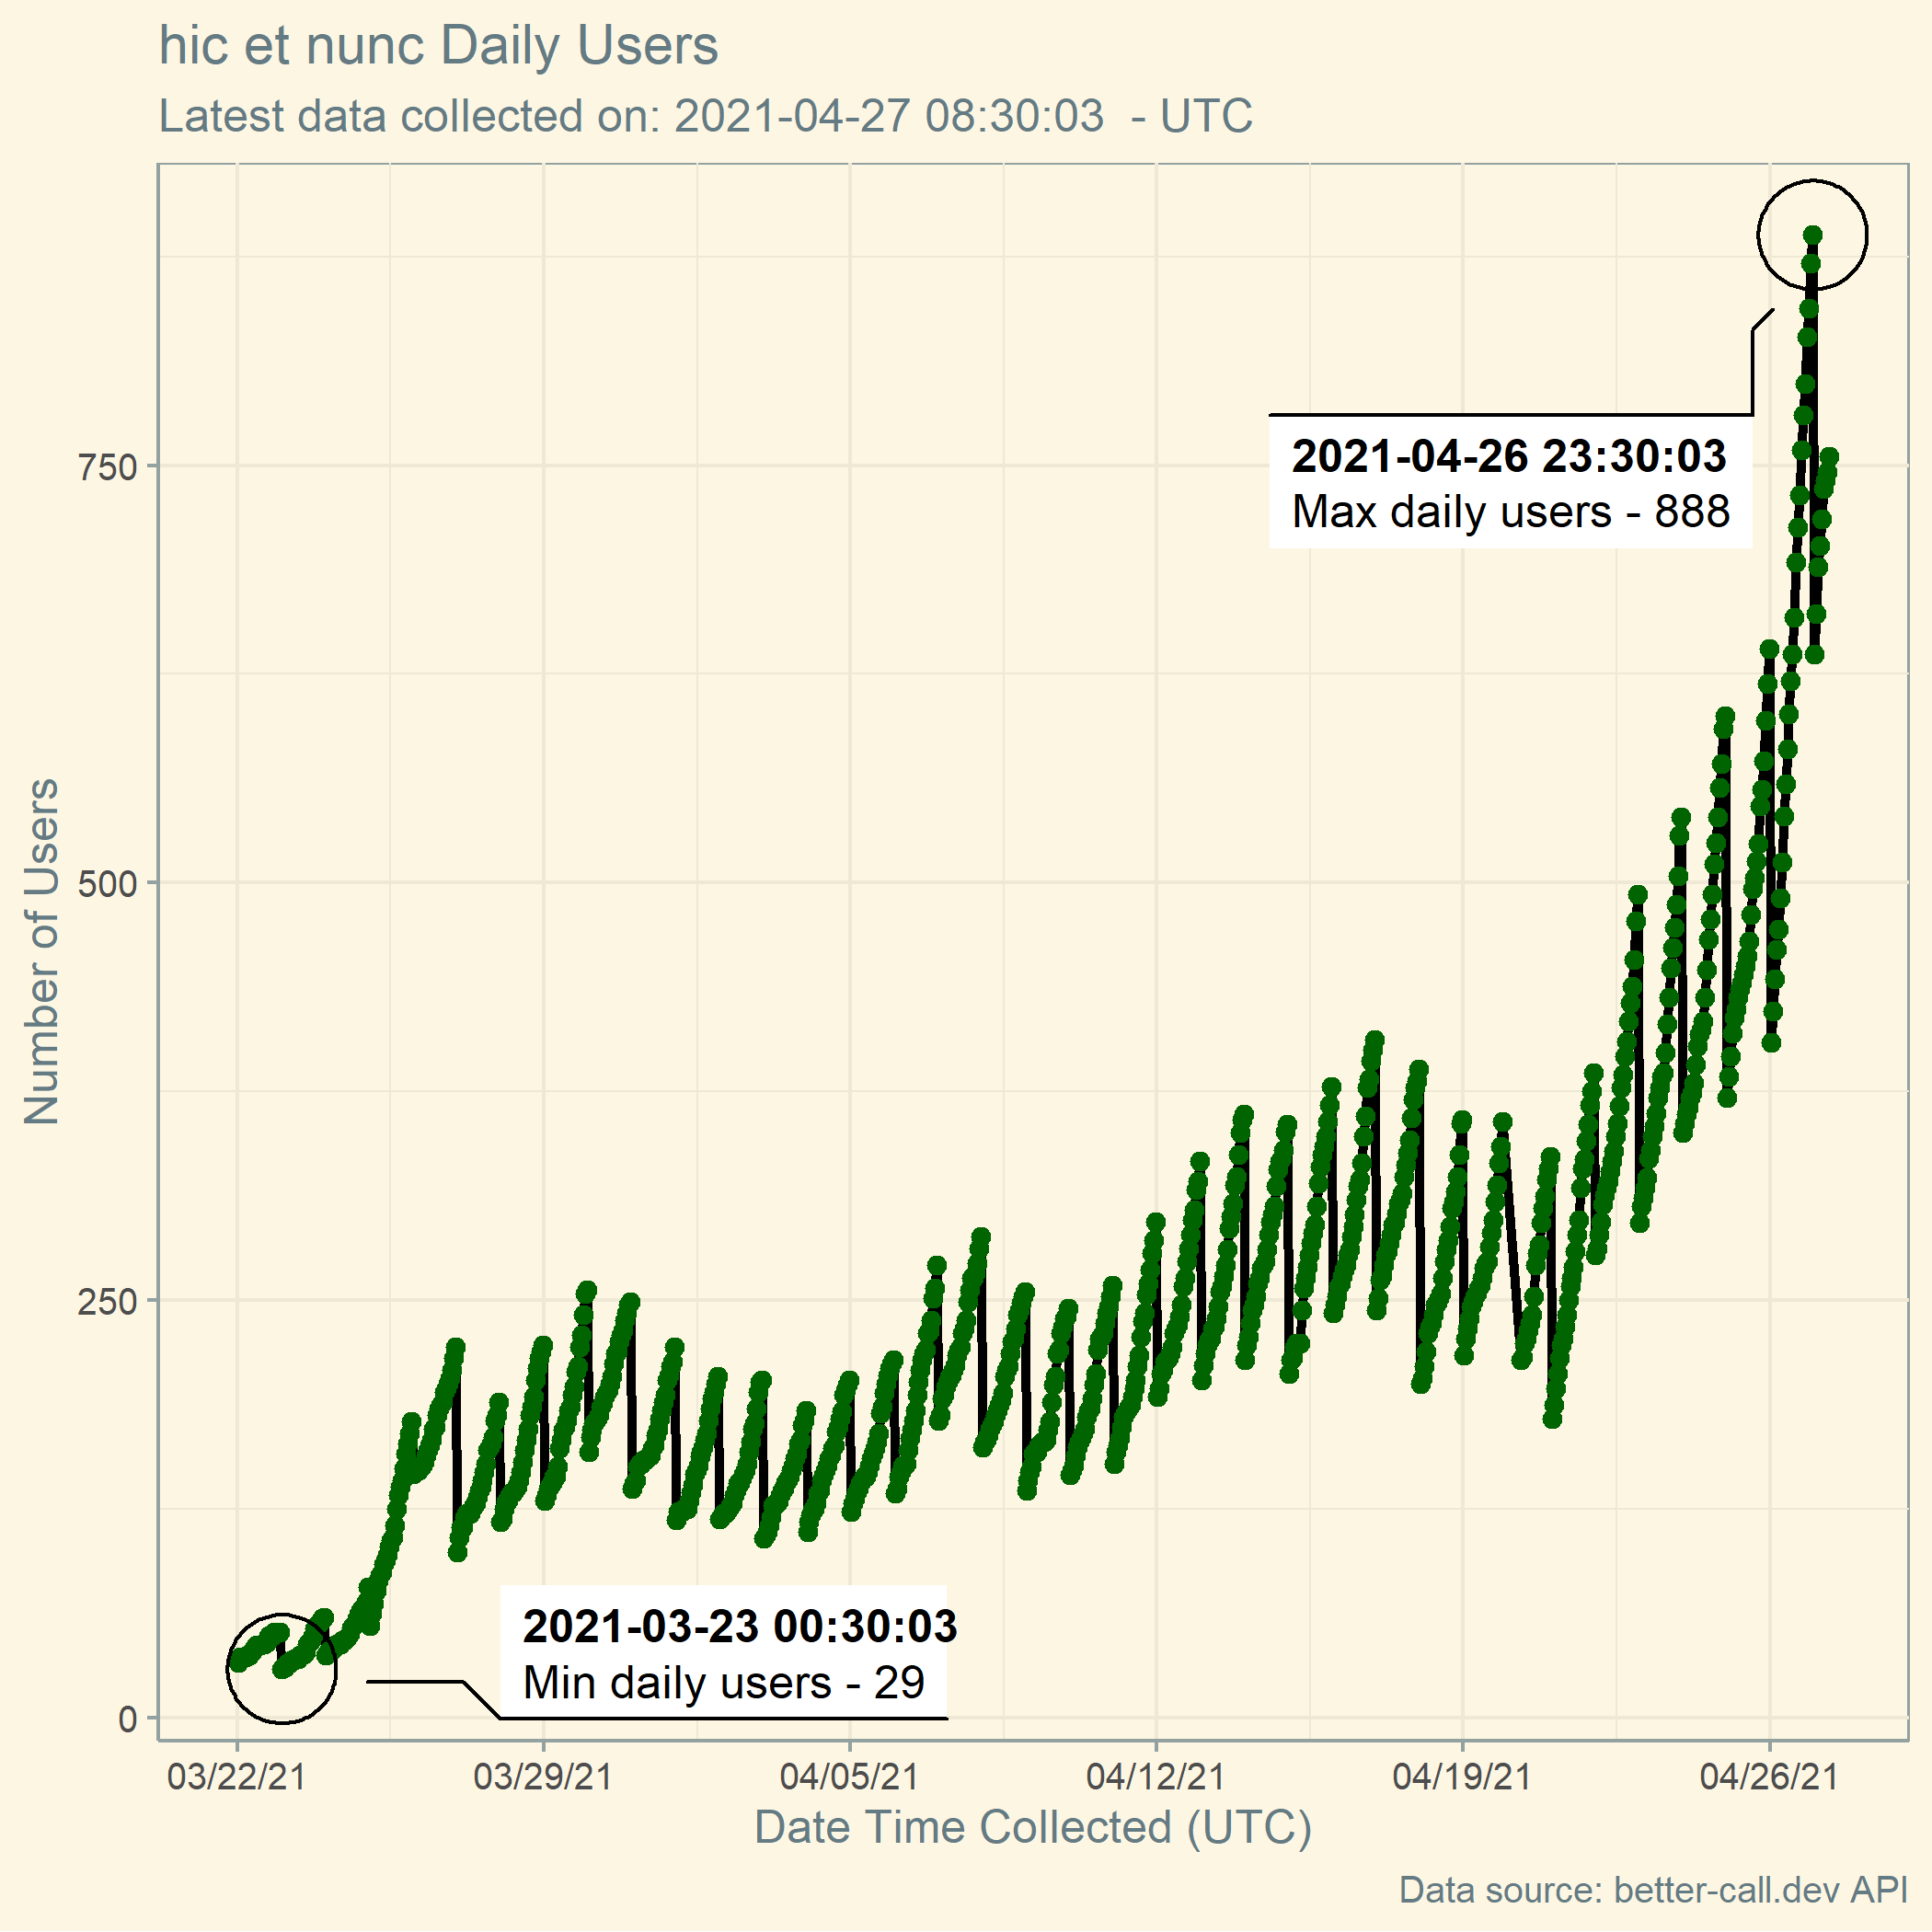 hic et nunc Daily Users
Latest data collected on: 2021-04-27 08:30:03  - UTC
Number of Users
750
500
250
0
2021-04-26 23:30:03
Max daily users - 888
2021-03-23 00:30:03
Min daily users - 29
03/22/21 03/29/21 04/05/21 04/12/21 04/19/21 04/26/21
Date Time Collected (UTC)
Data source: better-call.dev API